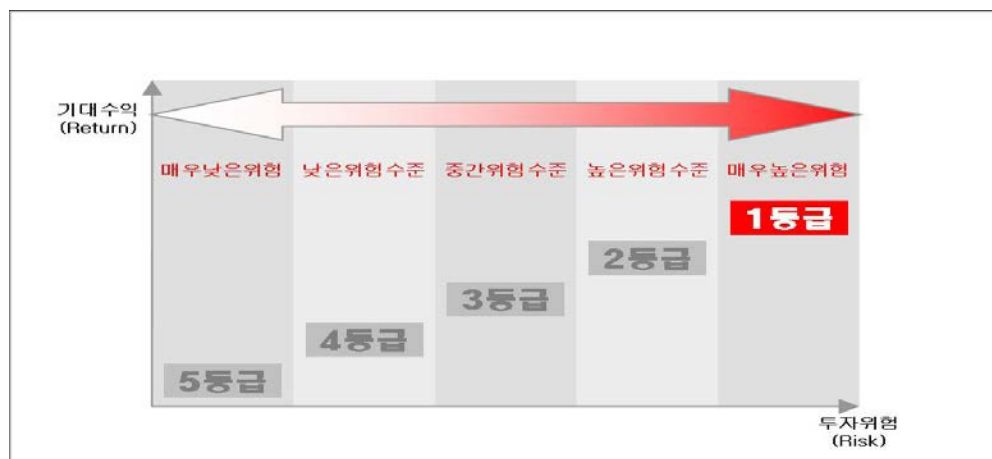 기대수익
(Return)
매우낮은위험 낮은위험수준 중간위험수준 높은위험수준 매우높은위험
1등급
2등급
3등급
4등급
5등급
투자위험
(Risk)